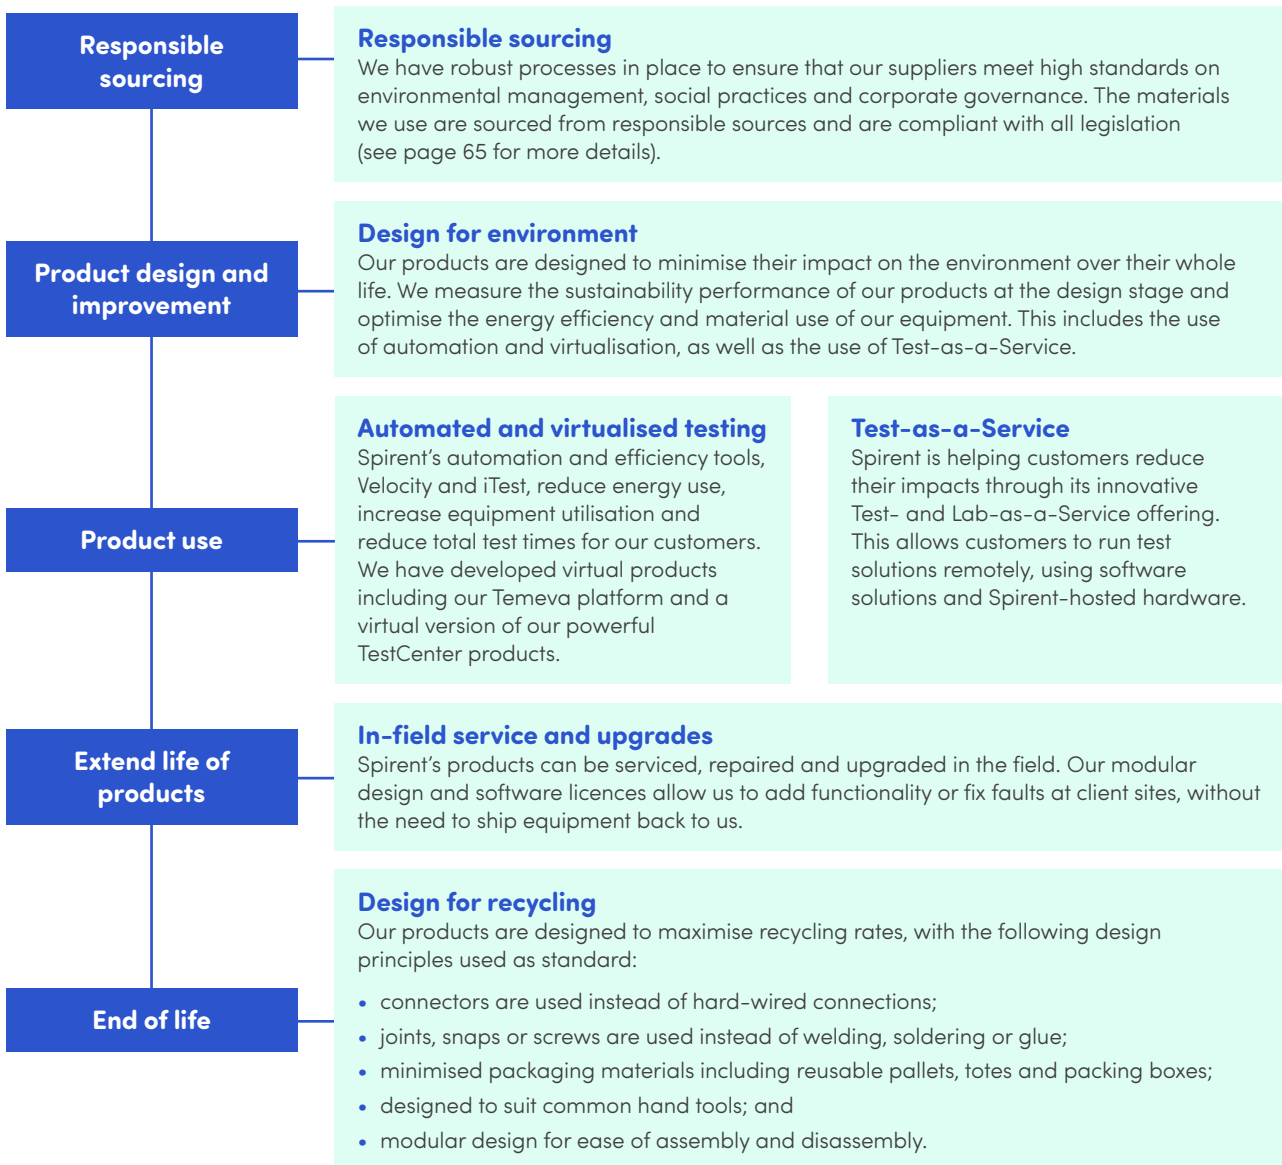 Responsible
sourcing
Responsible sourcing
We have robust processes in place to ensure that our suppliers meet high standards on
environmental management, social practices and corporate governance. The materials
we use are sourced from responsible sources and are compliant with all legislation
(see page 65 for more details).
Product design and
improvement
Design for environment
Our products are designed to minimise their impact on the environment over their whole
life. We measure the sustainability performance of our products at the design stage and
optimise the energy efficiency and material use of our equipment. This includes the use
of automation and virtualisation, as well as the use of Test-as-a-Service.
Product use
Automated and virtualised testing
Spirent’s automation and efficiency tools,
Velocity and iTest, reduce energy use,
increase equipment utilisation and
reduce total test times for our customers.
We have developed virtual products
including our Temeva platform and a
virtual version of our powerful
TestCenter products.
Test-as-a-Service
Spirent is helping customers reduce
their impacts through its innovative
Test- and Lab-as-a-Service offering.
This allows customers to run test
solutions remotely, using software
solutions and Spirent-hosted hardware.
Extend life of
products
In-field service and upgrades
Spirent’s products can be serviced, repaired and upgraded in the field. Our modular
design and software licences allow us to add functionality or fix faults at client sites, without
the need to ship equipment back to us.
End of life
Design for recycling
Our products are designed to maximise recycling rates, with the following design
principles used as standard:
• connectors are used instead of hard-wired connections;
• joints, snaps or screws are used instead of welding, soldering or glue;
• minimised packaging materials including reusable pallets, totes and packing boxes;
• designed to suit common hand tools; and
• modular design for ease of assembly and disassembly.